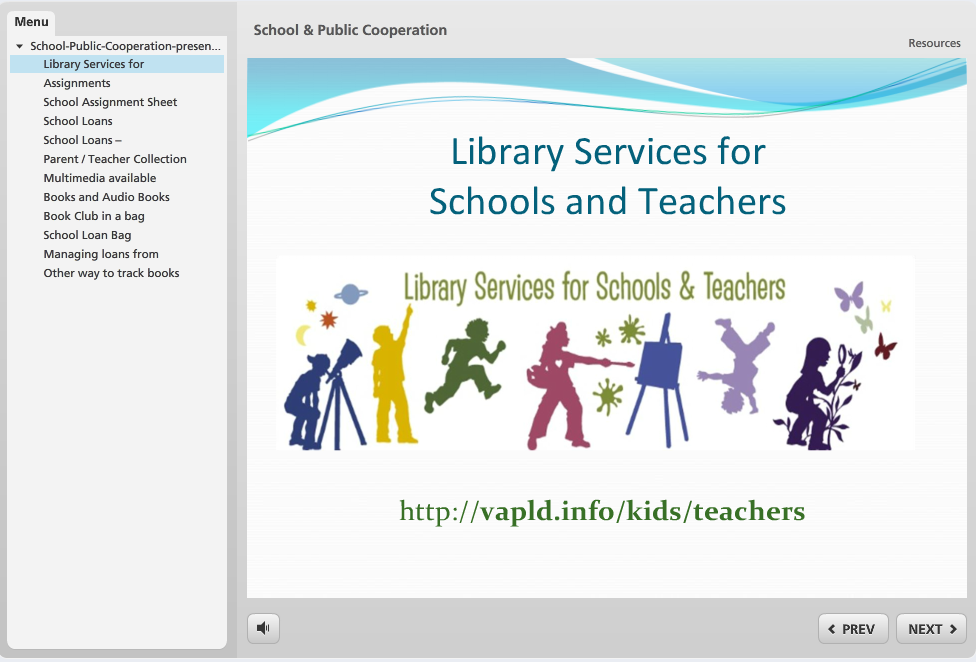 Menu
School-Public-Cooperation-presen...
Library Services for
Assignments
School Assignment Sheet
School Loans
School Loans –
Parent / Teacher Collection
Multimedia available
Books and Audio Books
Book Club in a bag
School Loan Bag
Managing loans from
Other way to track books
School & Public Cooperation
Resources
Library Services for
Schools and Teachers
Library Services for Schools & Teachers
http://vapld.info/kids/teachers
PREV
NEXT